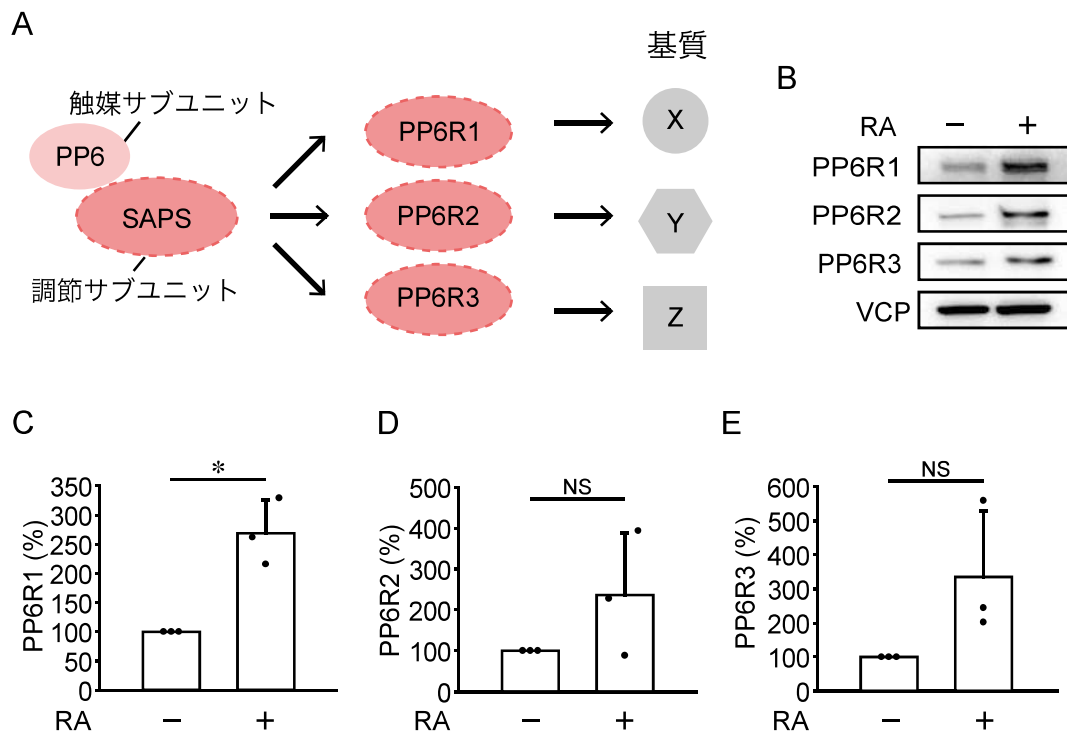 A
触媒サブユニット
PP6
SAPS
調節サブユニット
PP6R1
PP6R2
PP6R3
基質
X
Y
Z
B
RA − +
PP6R1
PP6R2
PP6R3
VCP
C
*
PP6R1 (%)
350
300
250
200
150
100
50
0
RA − +
D
NS
PP6R2 (%)
500
400
300
200
100
0
RA − +
E
NS
PP6R3 (%)
600
500
400
300
200
100
0
RA − +